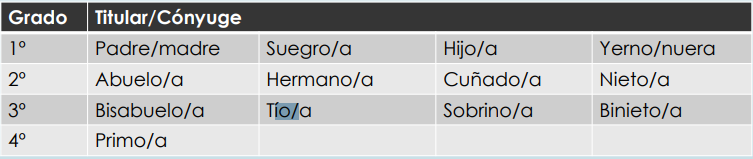 Grado Titular/Cónyuge
1º Padre/madre Suegro/a Hijo/a Yerno/nuera
2º Abuelo/a Hermano/a Cuñado/a Nieto/a
3º Bisabuelo/a Tío/a Sobrino/a Binieto/a
4º Primo/a